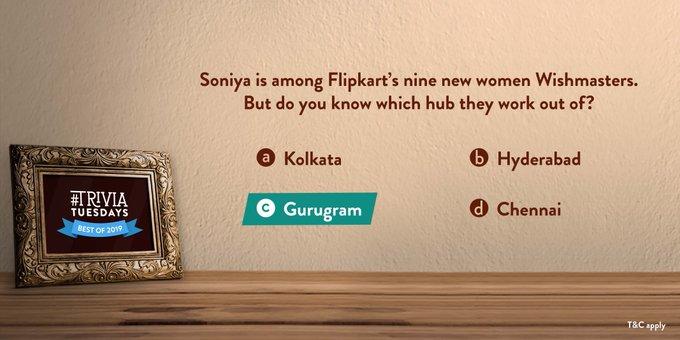 Soniya is among Flipkart's nine new women Wishmasters.
But do you know which hub they work out of?
a Kolkata
b Hyderabad
c Gurugram
d Chennai
#TRIVIA
TUESDAYS
BEST OF 2019
T&C apply